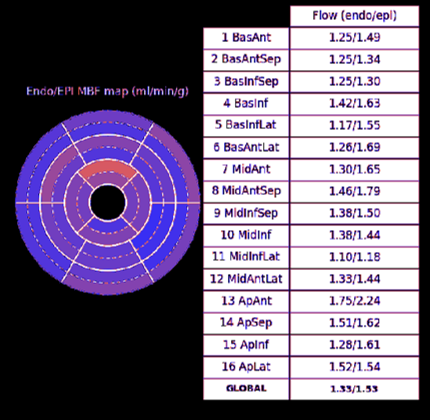 Flow (endo/epi)
1 BasAnt 1.25/1.49
2 BasAntSep 1.25/1.34
3 BasInfSep 1.25/1.30
4 BasInf 1.42/1.63
5 BasInfLat 1.17/1.55
6 BasAntLat 1.26/1.69
7 MidAnt 1.30/1.65
8 MidAntSep 1.46/1.79
9 MidInfSep 1.38/1.50
10 MidInf 1.38/1.44
11 MidInfLat 1.10/1.18
12 MidAntLat 1.33/1.44
13 ApAnt 1.75/2.24
14 ApSep 1.51/1.62
15 ApInf 1.28/1.61
16 ApLat 1.52/1.54
GLOBAL 1.33/1.53
Endo/EPI MBF map (ml/min/g)